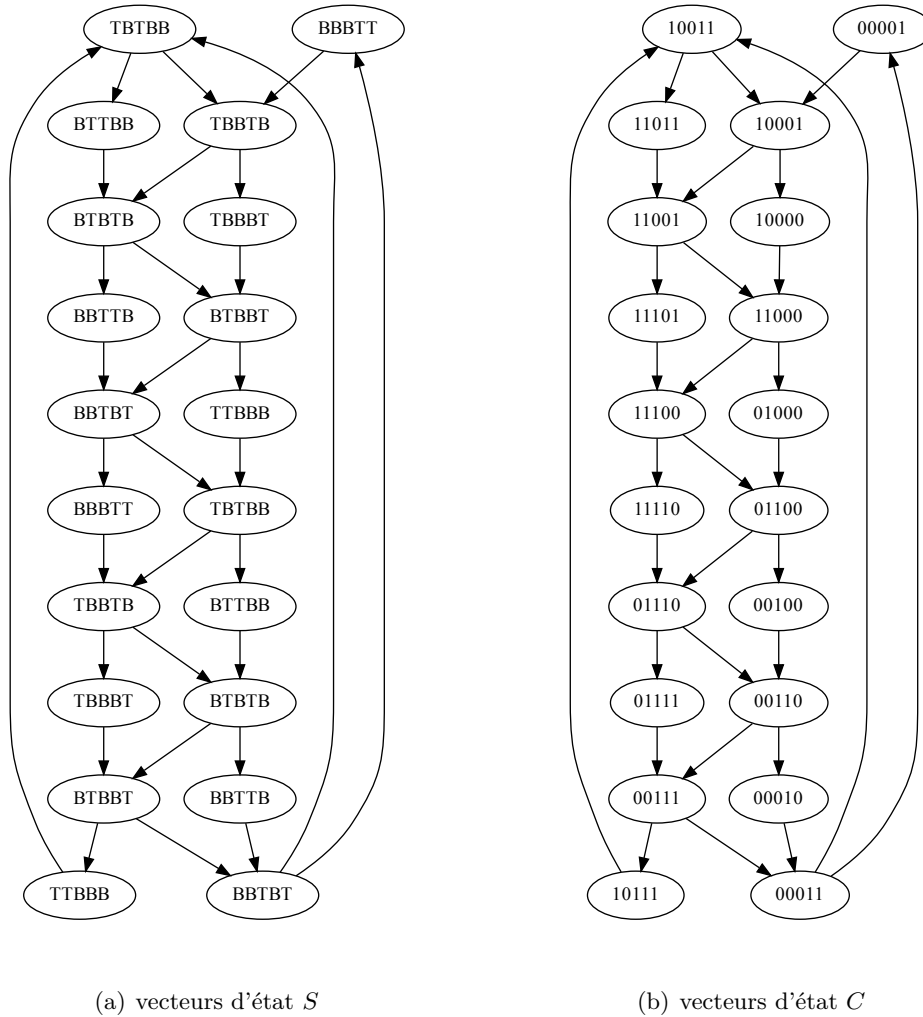 TBTBB BBBTT 10011 00001
BTTBB TBBTB 11011 10001
BTBTB TBBBT 11001 10000
BBTTB BTBBT 11101 11000
BBTBT TTBBB 11100 01000
BBBTT TBTBB 11110 01100
TBBTB BTTBB 01110 00100
TBBBT BTBTB 01111 00110
BTBBT BBTTB 00111 00010
TTBBB BBTBT 10111 00011
(a) vecteurs d'état S (b) vecteurs d'état C